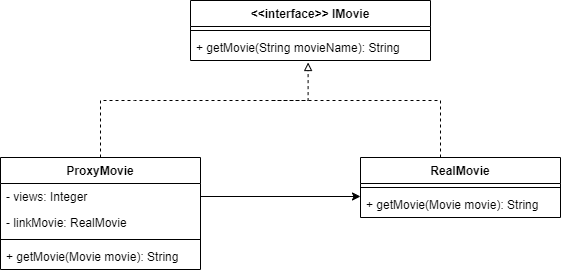 <<interface>> IMovie
+ getMovie(String movieName): String
ProxyMovie
- views: Integer
- linkMovie: RealMovie
+ getMovie(Movie movie): String
RealMovie
+ getMovie(Movie movie): String